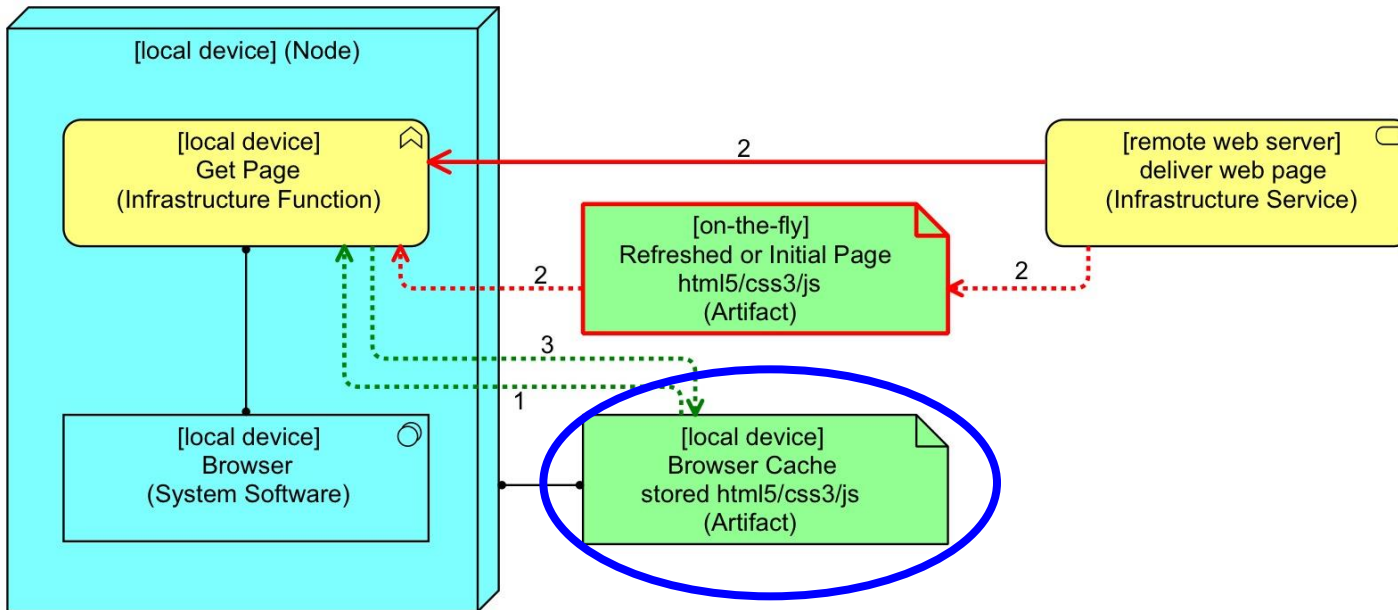 [local device] (Node)
[local device]
Get Page
(Infrastructure Function)
2
[remote web server]
deliver web page
(Infrastructure Service)
[on-the-fly]
Refreshed or Initial Page
html5/css3/js
(Artifact)
2
2
3
1
[local device]
Browser
(System Software)
[local device]
Browser Cache
stored html5/css3/js
(Artifact)